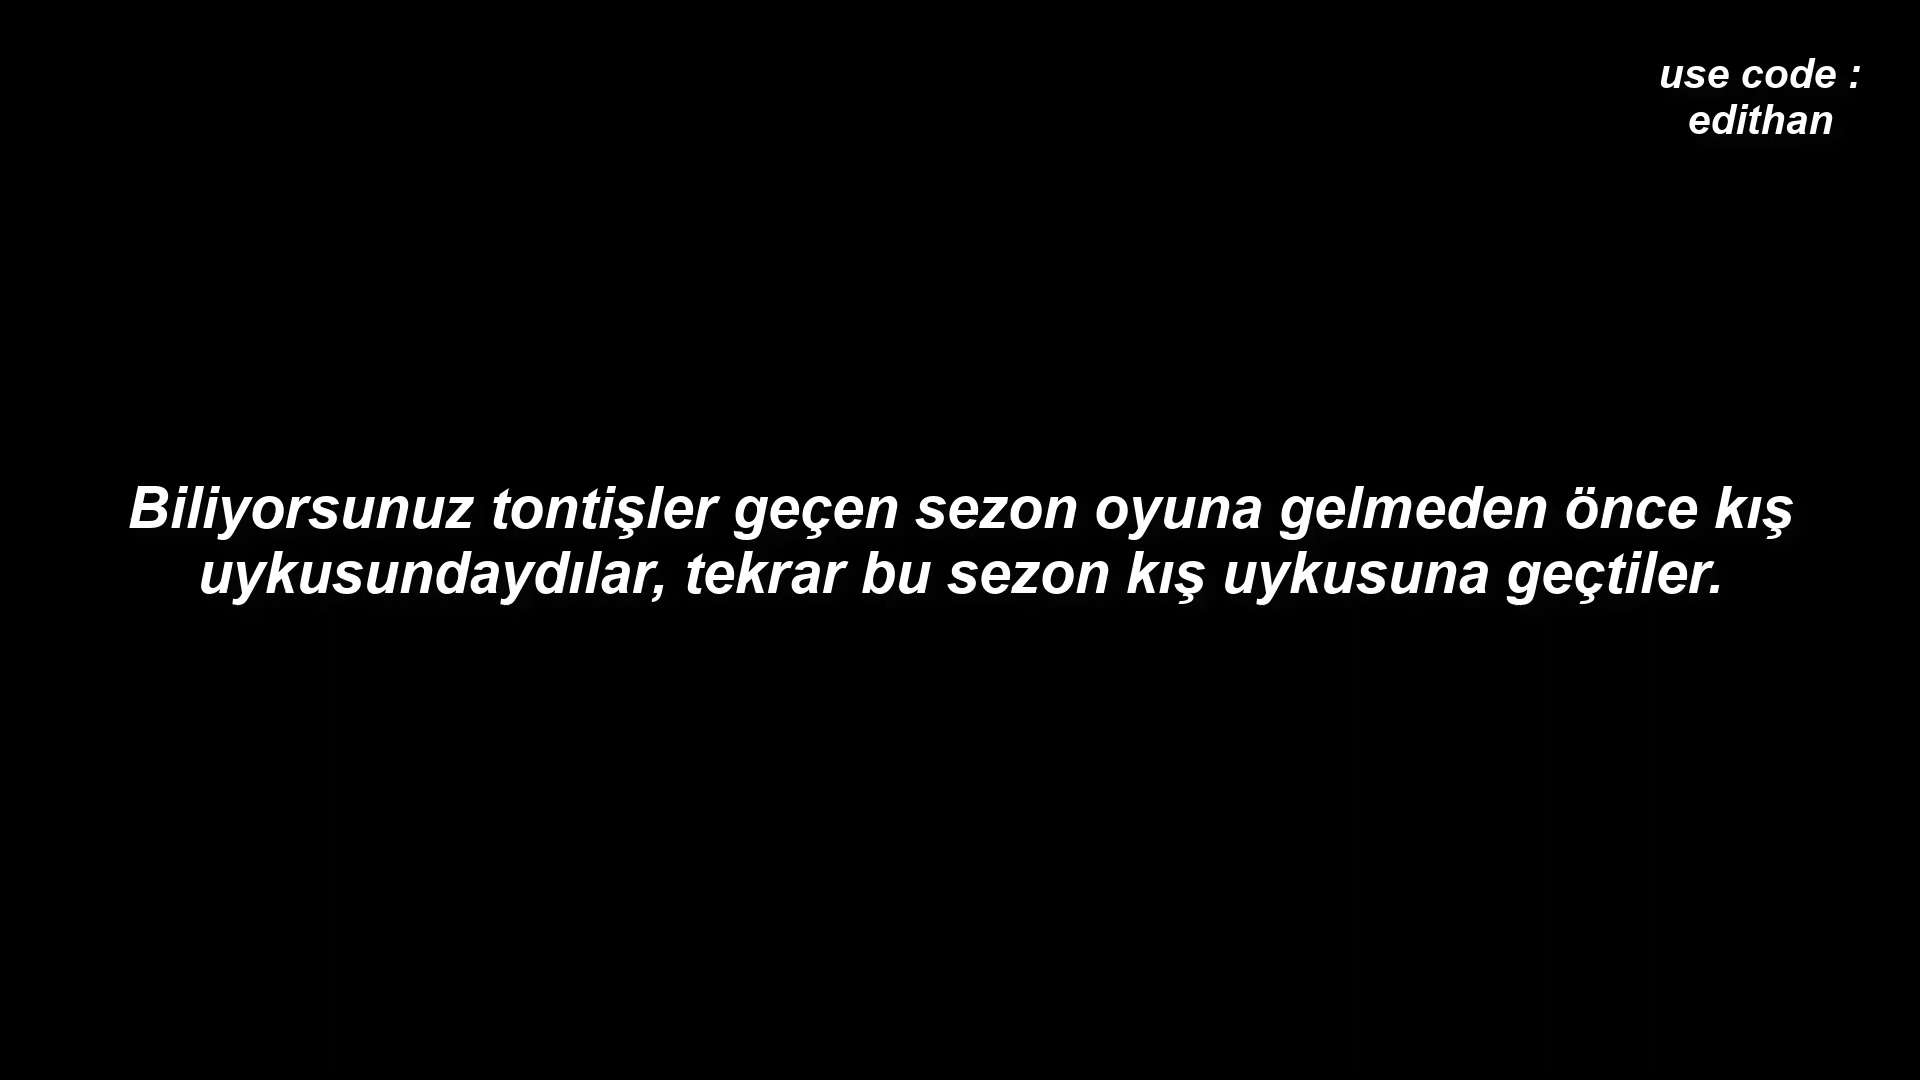 use code :
edithan
Biliyorsunuz tontişler geçen sezon oyuna gelmeden önce kış
uykusundaydılar, tekrar bu sezon kış uykusuna geçtiler.